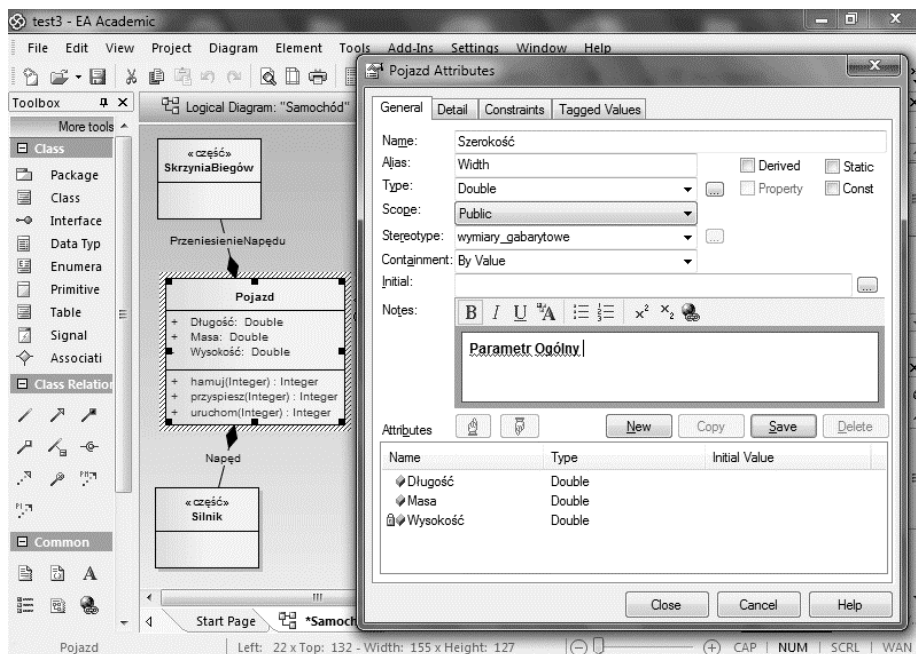 test3 - EA Academic
File Edit View Project Diagram Element Tools Add-Ins Settings Window Help
Toolbox
More tools
Class
Package
Class
Interface
Data Typ
Enumera
Primitive
Table
Signal
Associati
Class Relation
Common
A
Logical Diagram: "Samochód"
«część»
SkrzyniaBiegów
PrzeniesienieNapędu
Pojazd
+ Długość: Double
+ Masa: Double
- Wysokość: Double
+ hamuj(Integer) : Integer
+ przyspiesz(Integer) : Integer
+ uruchom(Integer) : Integer
Napęd
«część»
Silnik
Start Page *Samoch
Pojazd Attributes
General Detail Constraints Tagged Values
Name: Szerokość
Alias: Width Derived Static
Type: Double ... Property Const
Scope: Public
Stereotype: wymiary_gabarytowe ...
Containment: By Value
Initial: ...
Notes: B I U A x² x₂
Parametr Ogólny
Attributes New Copy Save Delete
Name Type Initial Value
Długość Double
Masa Double
Wysokość Double
Close Cancel Help
Pojazd Left: 22 x Top: 132 - Width: 155 x Height: 127 CAP NUM SCRL WAN